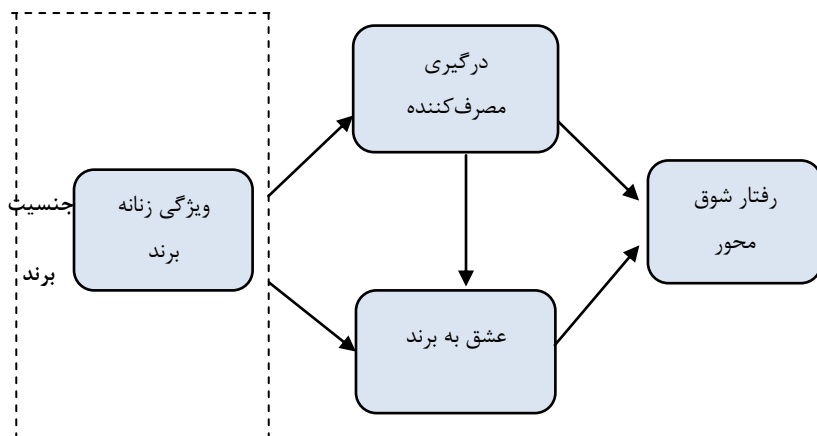 درگیری
مصرف‌کننده
جنسیت
برند
ویژگی زنانه
برند
رفتار شوق
محور
عشق به برند